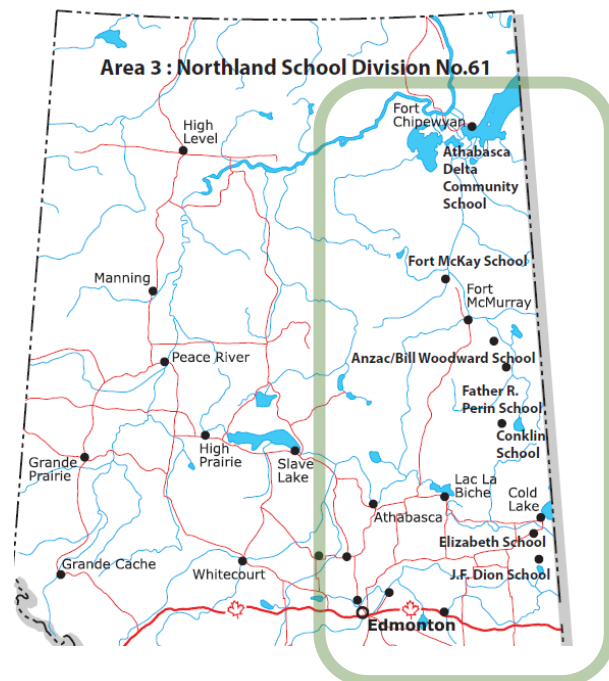 Area 3 : Northland School Division No.61
Fort
Chipewyan
High
Level
Athabasca
Delta
Community
School
Fort McKay School
Manning
Fort
McMurray
Peace River
Anzac/Bill Woodward School
Father R.
Perin School
High
Prairie
Conklin
School
Grande
Prairie
Slave
Lake
Lac La
Biche
Cold
Lake
Athabasca
Elizabeth School
Grande Cache
Whitecourt
J.F. Dion School
Edmonton